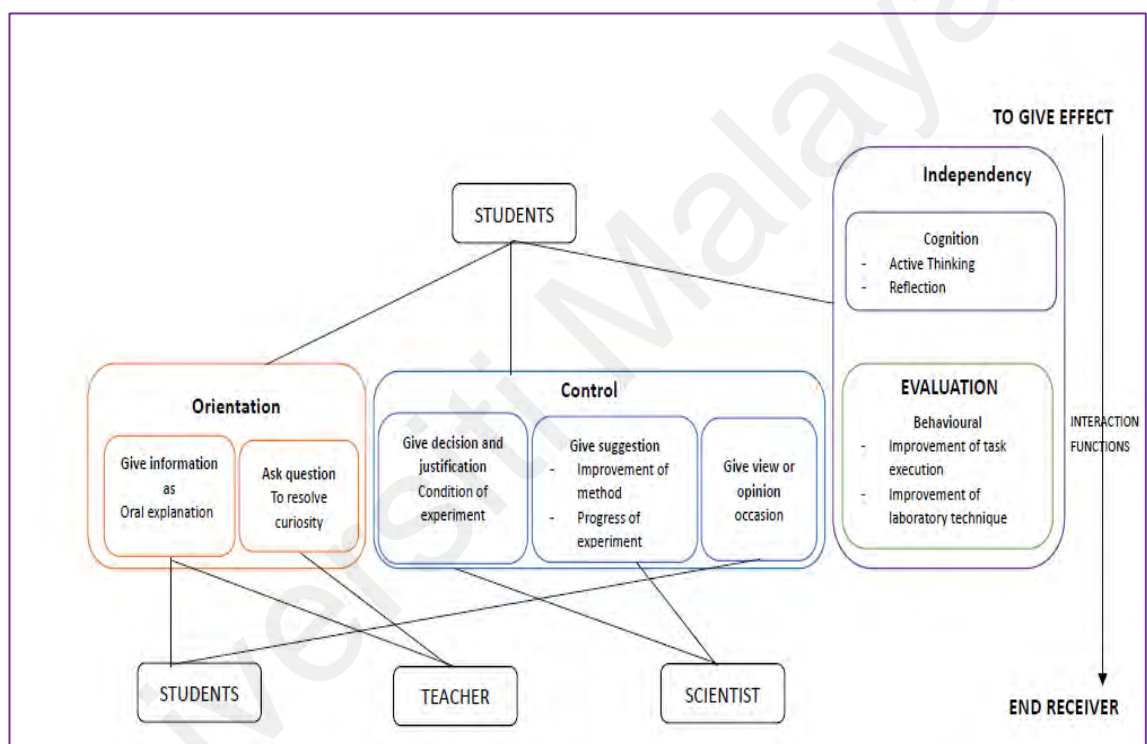 TO GIVE EFFECT
Independency
STUDENTS
Cognition
- Active Thinking
- Reflection
Orientation
Give information
as
Oral explanation
Ask question
To resolve
curiosity
Control
Give decision and
justification
Condition of
experiment
Give suggestion
- Improvement of
method
- Progress of
experiment
Give view or
opinion
occasion
EVALUATION
Behavioural
- Improvement of task
execution
- Improvement of
laboratory technique
INTERACTION
FUNCTIONS
STUDENTS
TEACHER
SCIENTIST
END RECEIVER
versiti Malaya